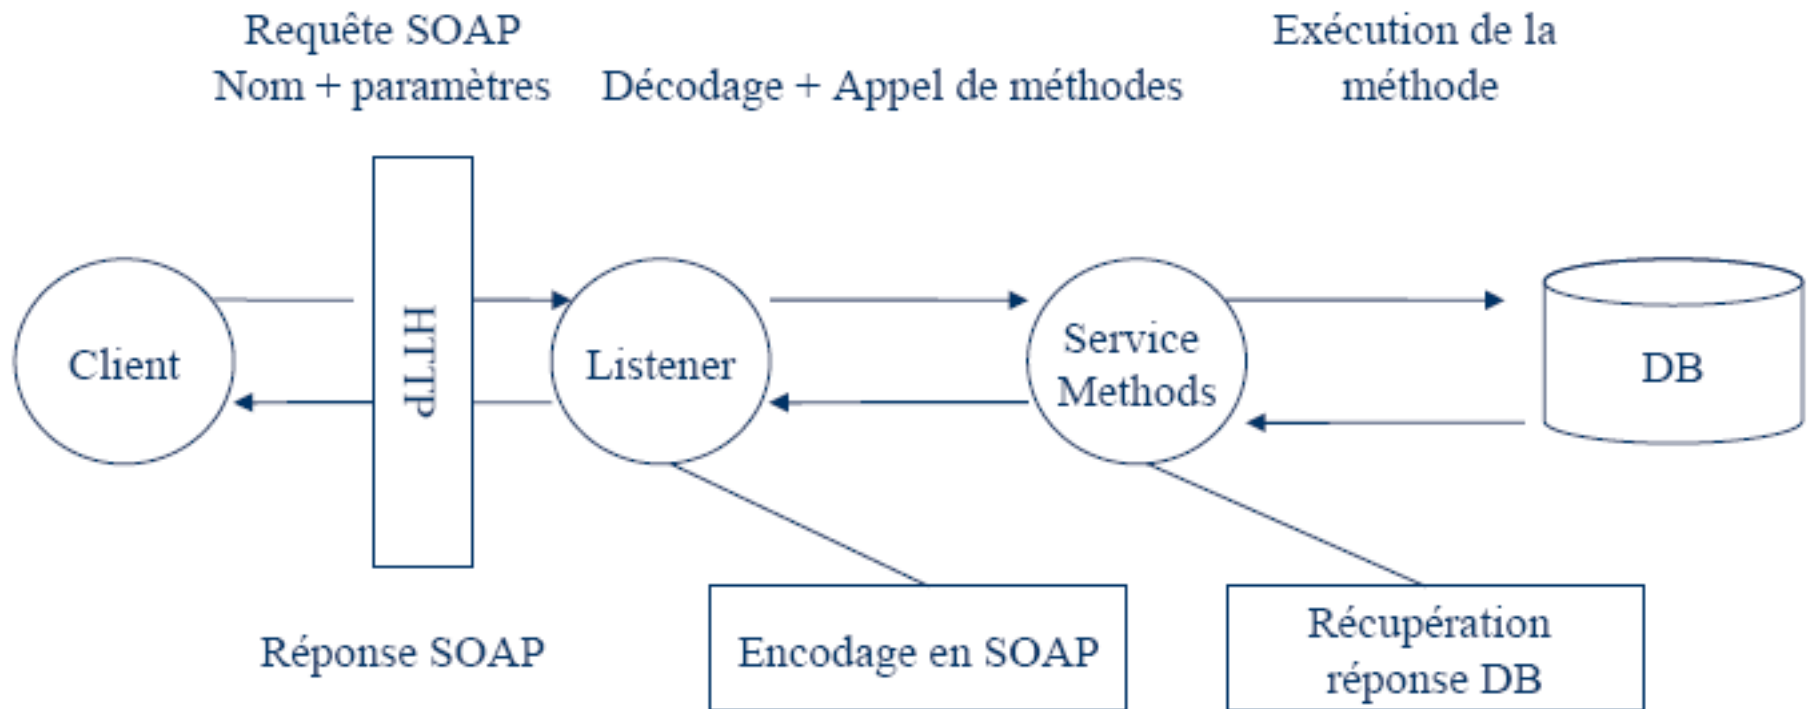 Requête SOAP
Nom + paramètres
Décodage + Appel de méthodes
Exécution de la
méthode
HTTP
Client
Listener
Service
Methods
DB
Réponse SOAP
Encodage en SOAP
Récupération
réponse DB